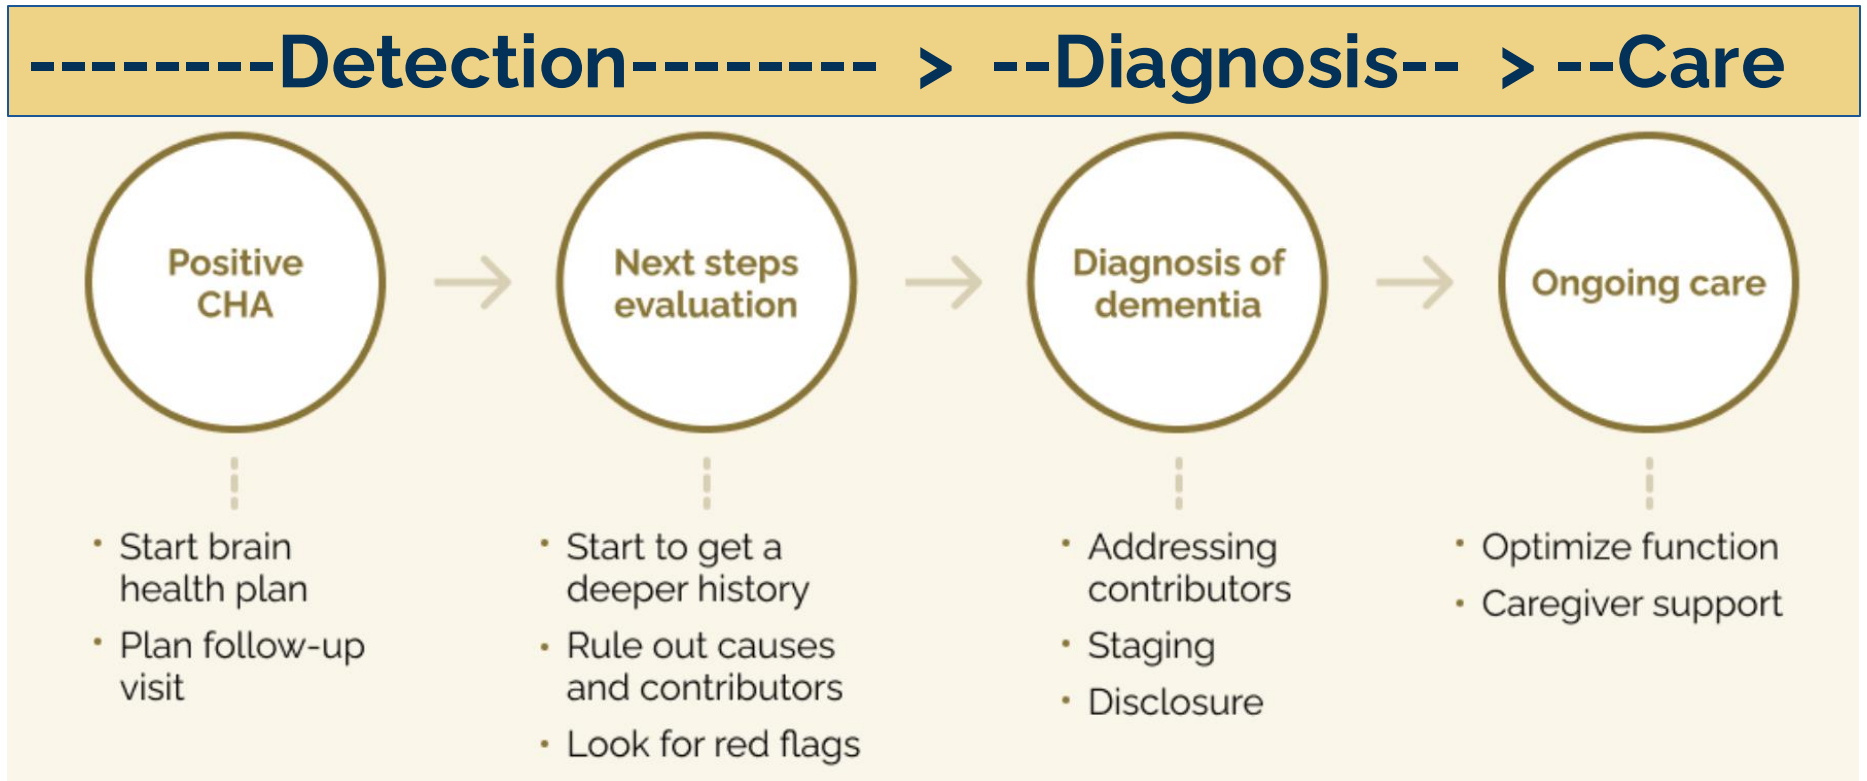 --------Detection-------- > --Diagnosis-- > --Care
Positive
CHA
Next steps
evaluation
Diagnosis of
dementia
Ongoing care
• Start brain
health plan
• Plan follow-up
visit
• Start to get a
deeper history
• Rule out causes
and contributors
• Look for red flags
• Addressing
contributors
• Staging
• Disclosure
• Optimize function
• Caregiver support